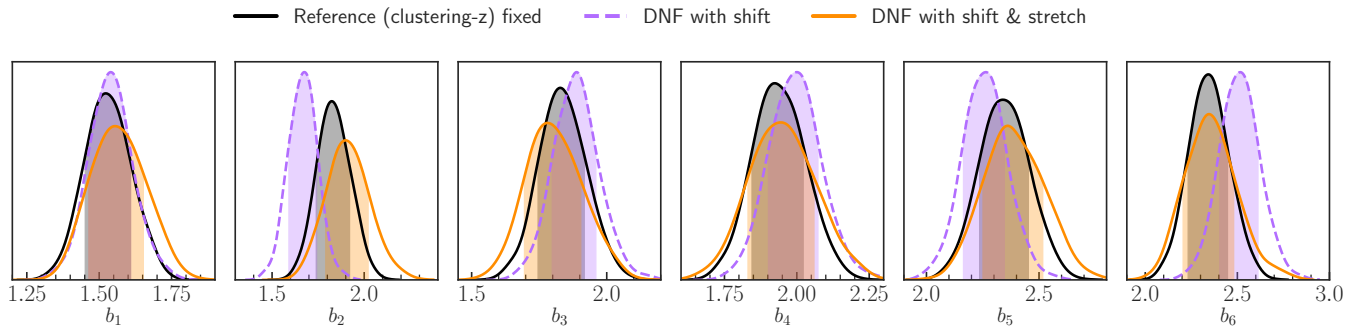 Reference (clustering-z) fixed DNF with shift DNF with shift & stretch
1.25 1.50 1.75 1.5 2.0 1.5 2.0 1.75 2.00 2.25 2.0 2.5 2.0 2.5 3.0
b1 b2 b3 b4 b5 b6